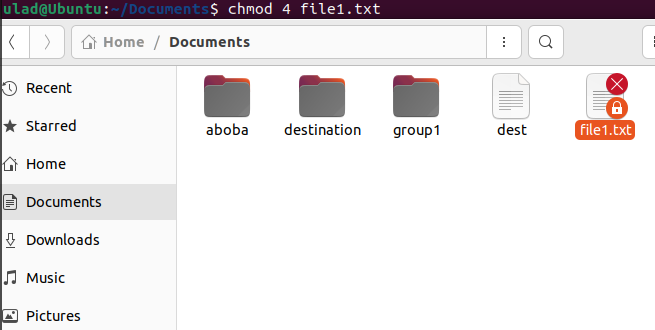 ulad@Ubuntu:~/Documents$ chmod 4 file1.txt
Home / Documents
Recent
Starred
Home
Documents
Downloads
Music
Pictures
aboba
destination
group1
dest
file1.txt